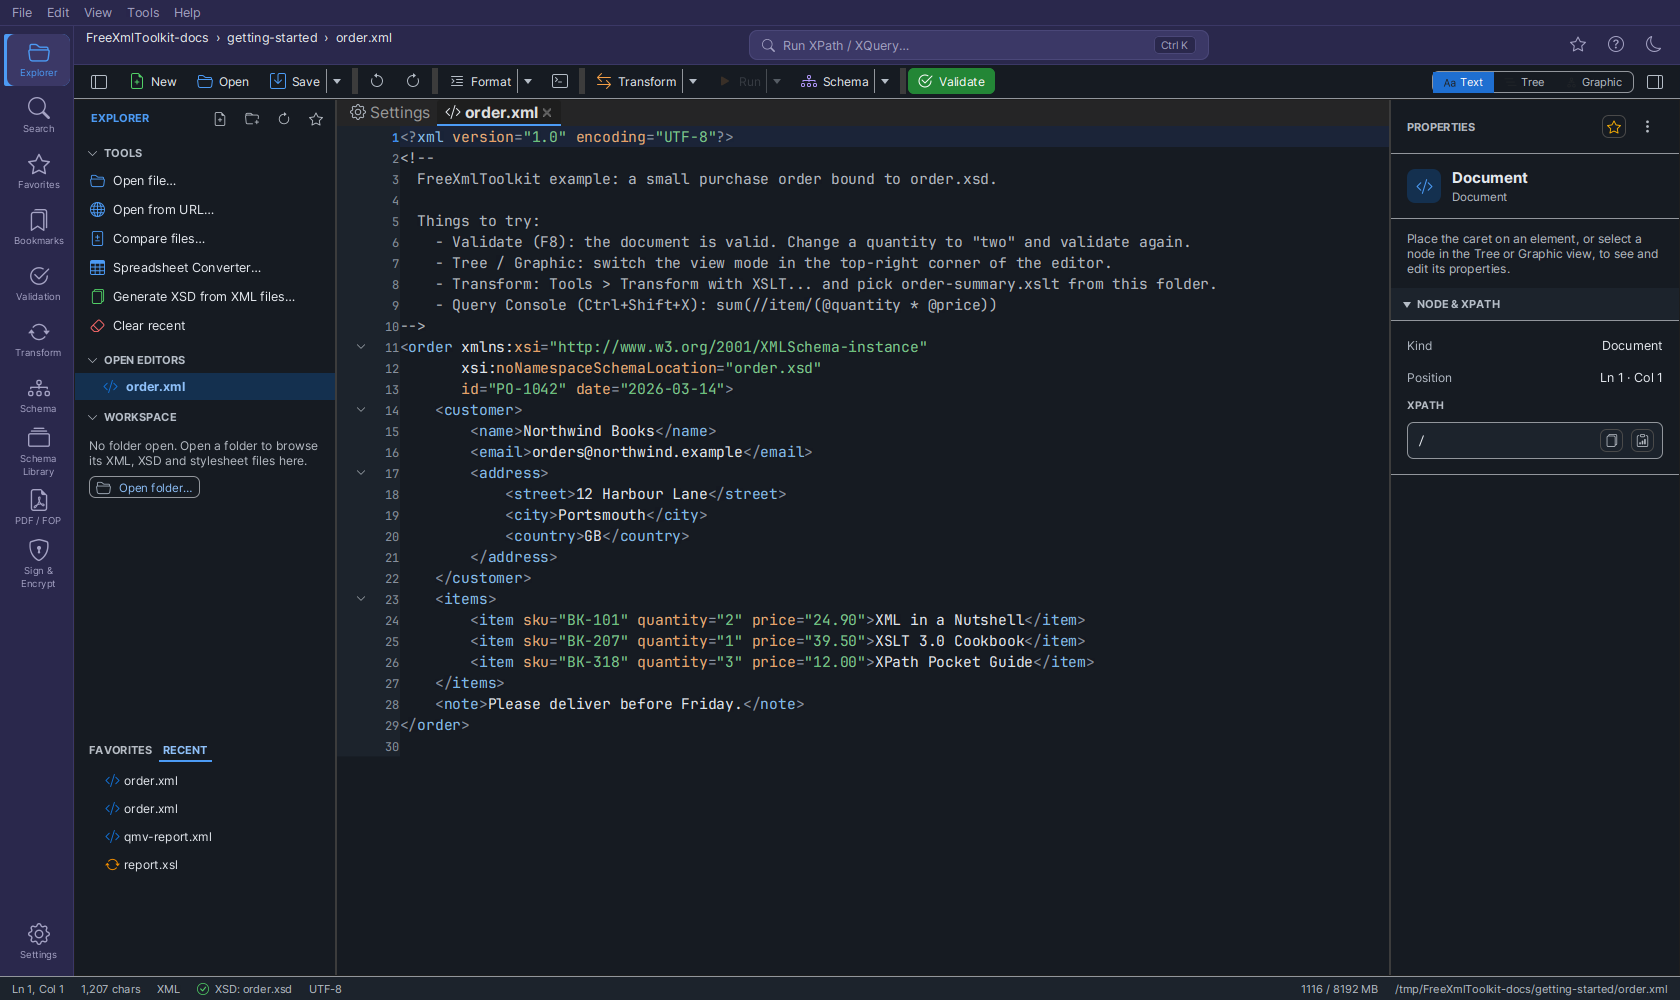 File Edit View Tools Help
FreeXmlToolkit-docs › getting-started › order.xml
Run XPath / XQuery...
Ctrl K
New Open Save Format Transform Run Schema Validate
Aa Text Tree Graphic
Explorer
Search
Favorites
Bookmarks
Validation
Transform
Schema
Schema
Library
PDF / FOP
Sign &
Encrypt
Settings
EXPLORER
TOOLS
Open file...
Open from URL...
Compare files...
Spreadsheet Converter...
Generate XSD from XML files...
Clear recent
OPEN EDITORS
order.xml
WORKSPACE
No folder open. Open a folder to browse
its XML, XSD and stylesheet files here.
Open folder...
FAVORITES RECENT
order.xml
order.xml
qmv-report.xml
report.xsl
Settings order.xml
1 <?xml version="1.0" encoding="UTF-8"?>
2 <!--
3 FreeXmlToolkit example: a small purchase order bound to order.xsd.
4
5 Things to try:
6 - Validate (F8): the document is valid. Change a quantity to "two" and validate again.
7 - Tree / Graphic: switch the view mode in the top-right corner of the editor.
8 - Transform: Tools > Transform with XSLT... and pick order-summary.xslt from this folder.
9 - Query Console (Ctrl+Shift+X): sum(//item/(@quantity * @price))
10 -->
11 <order xmlns:xsi="http://www.w3.org/2001/XMLSchema-instance"
12 xsi:noNamespaceSchemaLocation="order.xsd"
13 id="PO-1042" date="2026-03-14">
14 <customer>
15 <name>Northwind Books</name>
16 <email>orders@northwind.example</email>
17 <address>
18 <street>12 Harbour Lane</street>
19 <city>Portsmouth</city>
20 <country>GB</country>
21 </address>
22 </customer>
23 <items>
24 <item sku="BK-101" quantity="2" price="24.90">XML in a Nutshell</item>
25 <item sku="BK-207" quantity="1" price="39.50">XSLT 3.0 Cookbook</item>
26 <item sku="BK-318" quantity="3" price="12.00">XPath Pocket Guide</item>
27 </items>
28 <note>Please deliver before Friday.</note>
29 </order>
30
PROPERTIES
Document
Document
Place the caret on an element, or select a
node in the Tree or Graphic view, to see and
edit its properties.
NODE & XPATH
Kind Document
Position Ln 1 · Col 1
XPATH
/
Ln 1, Col 1 1,207 chars XML XSD: order.xsd UTF-8 1116 / 8192 MB /tmp/FreeXmlToolkit-docs/getting-started/order.xml